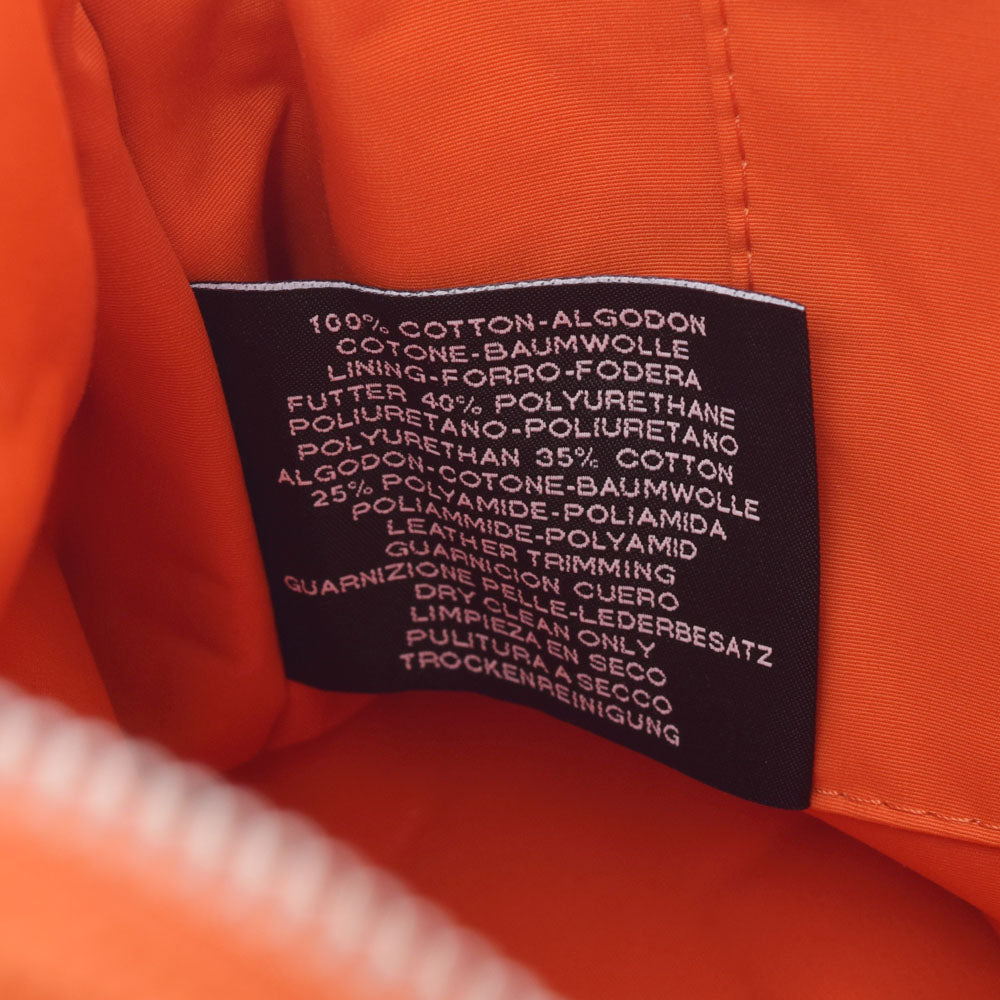 100% COTTON-ALGODON
COTONE-BAUMWOLLE
LINING-FORRO-FODERA
FUTTER 40% POLYURETHANE
POLIURETANO-POLIURETANO
POLYURETHAN 35% COTTON
ALGODON-COTONE-BAUMWOLLE
25% POLYAMIDE-POLIAMIDA
POLIAMMIDE-POLYAMID
LEATHER TRIMMING
GUARNICION CUERO
GUARNIZIONE PELLE-LEDERBESATZ
DRY CLEAN ONLY
LIMPIEZA EN SECO
PULITURA A SECCO
TROCKENREINIGUNG